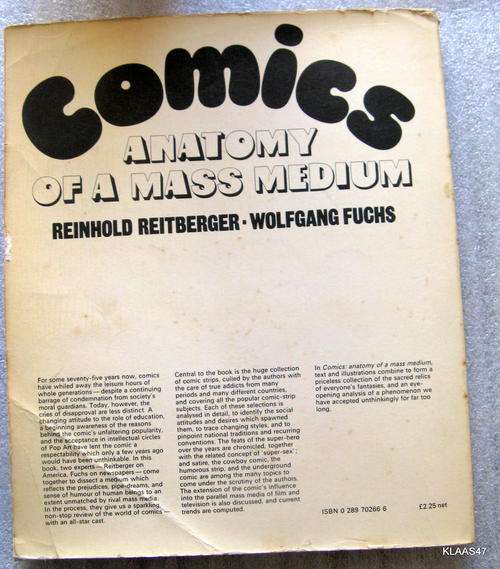 comics
ANATOMY
OF A MASS MEDIUM
REINHOLD REITBERGER · WOLFGANG FUCHS
For some seventy-five years now, comics
have whiled away the leisure hours of
whole generations—despite a continuing
barrage of condemnation from society's
moral guardians. Today, however, the
cries of disapproval are less distinct. A
changing attitude to the role of education,
a beginning awareness of the reasons
behind the comic's unfaltering popularity,
and the acceptance in intellectual circles
of Pop Art have lent the comic a
respectability which only a few years ago
would have been unthinkable. In this
book, two experts — Reitberger on
America, Fuchs on newspapers — come
together to dissect a medium which
reflects the prejudices, pipe-dreams, and
sense of humour of human beings to an
extent unmatched by rival mass media.
In the process, they give us a sparkling,
non-stop review of the world of comics—
with an all-star cast.
Central to the book is the huge collection
of comic strips, culled by the authors with
the care of true addicts from many
periods and many different countries,
and covering all the popular comic-strip
subjects. Each of these selections is
analysed in detail, to identify the social
attitudes and desires which spawned
them, to trace changing styles, and to
pinpoint national traditions and recurring
conventions. The feats of the super-hero
over the years are chronicled, together
with the related concept of 'super-sex';
and satire, the cowboy comic, the
humorous strip, and the underground
comic are among the many topics to
come under the scrutiny of the authors.
The extension of the comic's influence
into the parallel mass media of film and
television is also discussed, and current
trends are computed.
In Comics: anatomy of a mass medium,
text and illustrations combine to form a
priceless collection of the sacred relics
of everyone's fantasies, and an eye-
opening analysis of a phenomenon we
have accepted unthinkingly for far too
long.
ISBN 0 289 70266 6
£2.25 net
KLAAS47